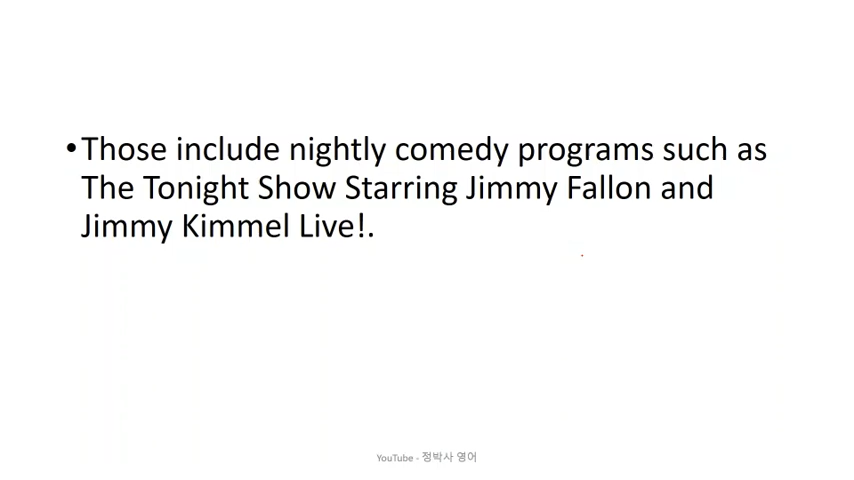 •Those include nightly comedy programs such as
The Tonight Show Starring Jimmy Fallon and
Jimmy Kimmel Live!.
YouTube - 정박사 영어